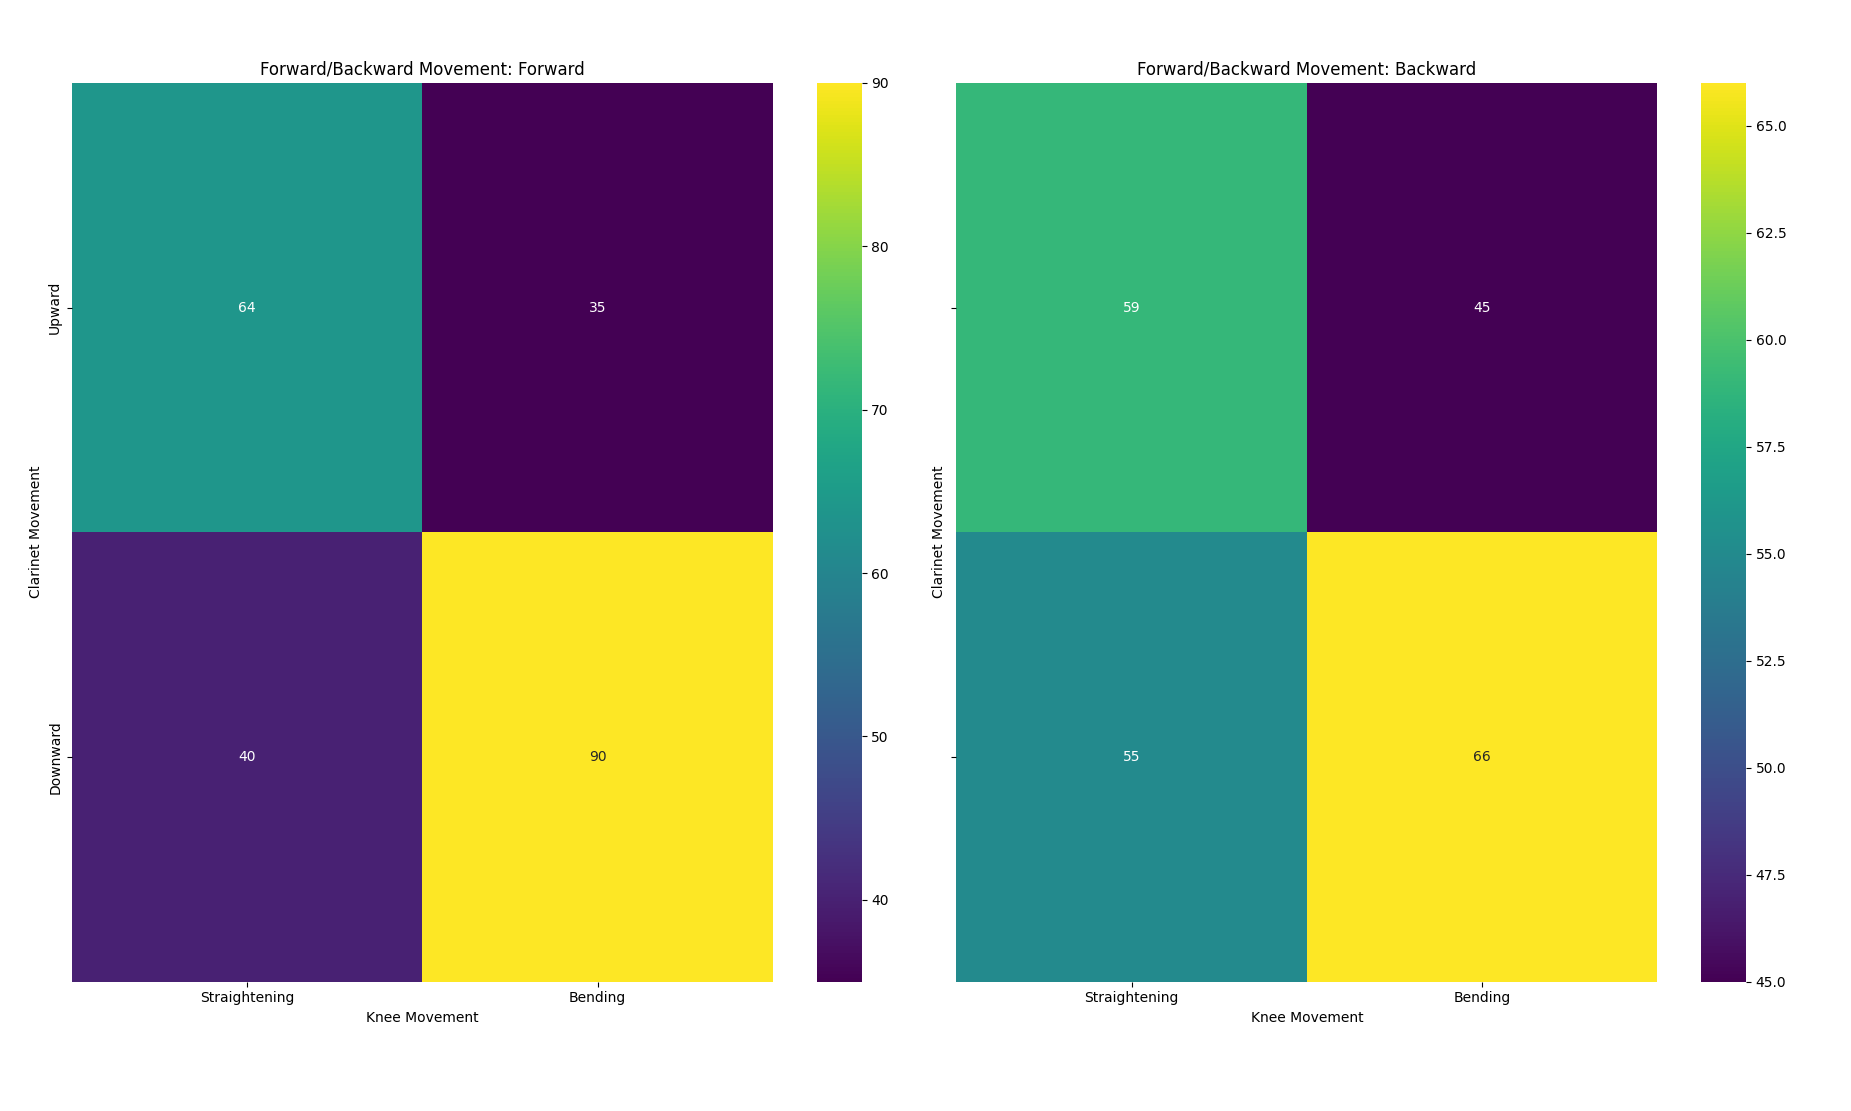 Forward/Backward Movement: Forward
Clarinet Movement
Upward
Downward
64
35
40
90
Straightening
Bending
Knee Movement
90
80
70
60
50
40
Forward/Backward Movement: Backward
Clarinet Movement
59
45
55
66
Straightening
Bending
Knee Movement
65.0
62.5
60.0
57.5
55.0
52.5
50.0
47.5
45.0